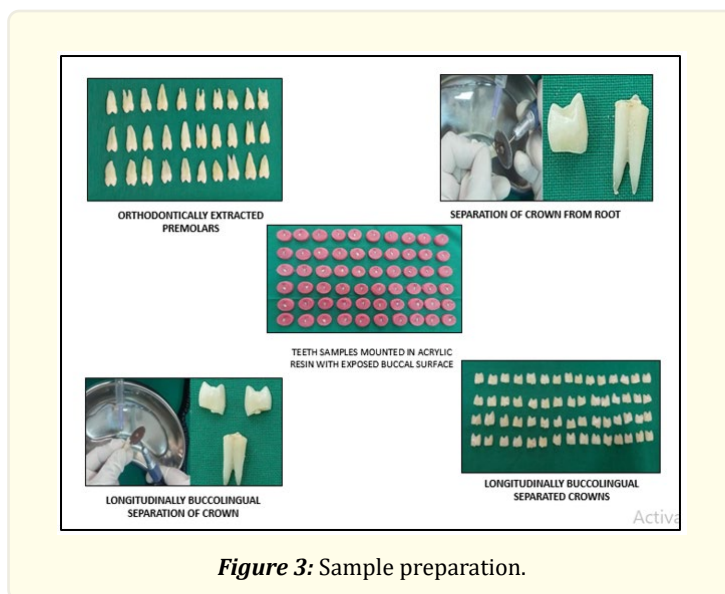 ORTHODONTICALLY EXTRACTED
PREMOLARS
SEPARATION OF CROWN FROM ROOT
TEETH SAMPLES MOUNTED IN ACRYLIC
RESIN WITH EXPOSED BUCCAL SURFACE
LONGITUDINALLY BUCCOLINGUAL
SEPARATION OF CROWN
LONGITUDINALLY BUCCOLINGUAL
SEPARATED CROWNS
Activa
Figure 3: Sample preparation.